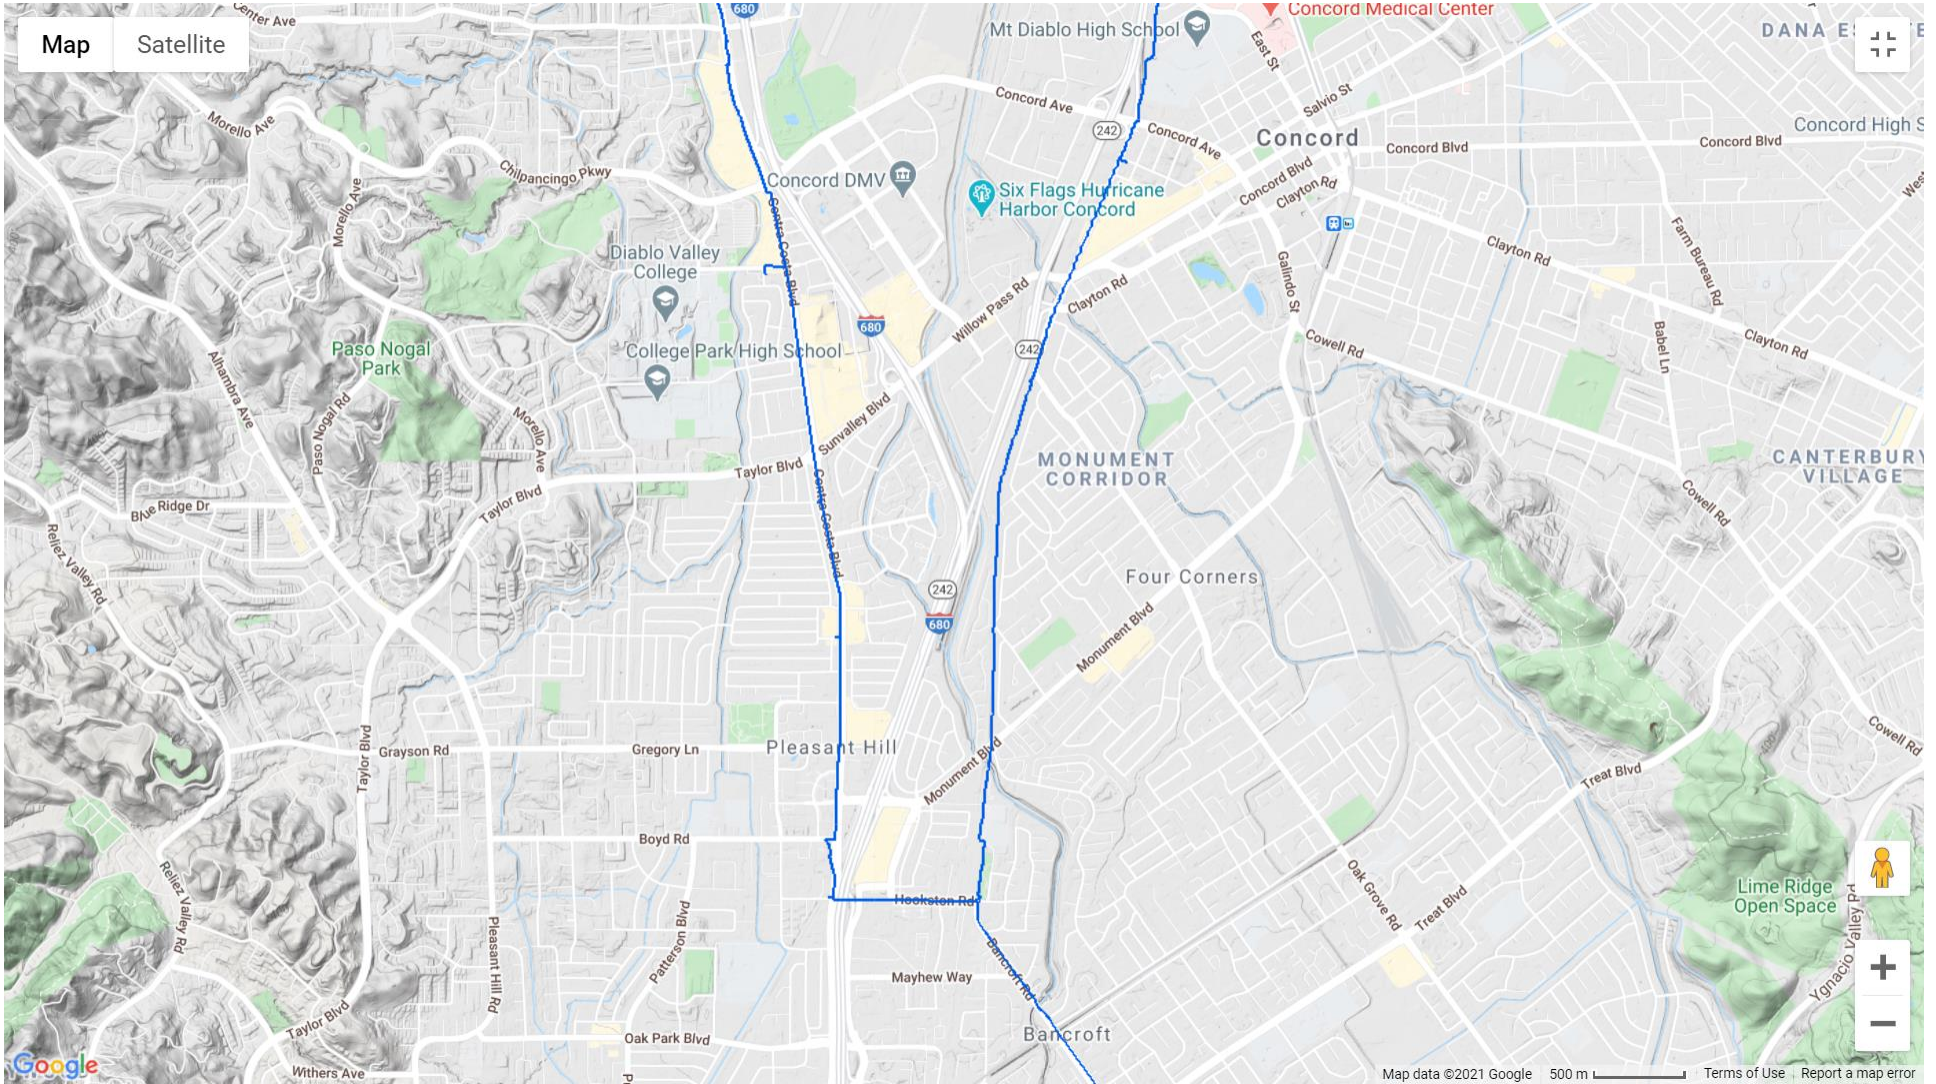 Center Ave
680
Mt Diablo High School
Concord Medical Center
East St
DANA ES
Map
Satellite
Salvio St
Concord Ave
Morello Ave
242
Concord Ave
Concord
Concord High S
Concord Blvd
Concord Blvd
Chilpancingo Pkwy
Concord DMV
Six Flags Hurricane
Harbor Concord
Concord Blvd
Clayton Rd
West
Morello Ave
Contra Costa Blvd
Diablo Valley
College
Clayton Rd
Farm Bureau Rd
Galindo St
Clayton Rd
Willow Pass Rd
680
College Park High School
242
Cowell Rd
Babel Ln
Clayton Rd
Paso Nogal
Park
Alhambra Ave
Paso Nogal Rd
Morello Ave
Sunvalley Blvd
MONUMENT
CORRIDOR
CANTERBURY
VILLAGE
Taylor Blvd
Contra Costa Blvd
Taylor Blvd
Blue Ridge Dr
Cowell Rd
Reliez Valley Rd
Four Corners
242
680
Monument Blvd
Taylor Blvd
Grayson Rd
Gregory Ln
Pleasant Hill
Monument Blvd
Cowell Rd
Treat Blvd
Boyd Rd
Reliez Valley Rd
Hookston Rd
Oak Grove Rd
Treat Blvd
Lime Ridge
Open Space
Ygnacio Valley Rd
Pleasant Hill Rd
Patterson Blvd
Bancroft Rd
Mayhew Way
Taylor Blvd
Oak Park Blvd
Bancroft
Withers Ave
Google
Map data ©2021 Google
500 m
Terms of Use
Report a map error